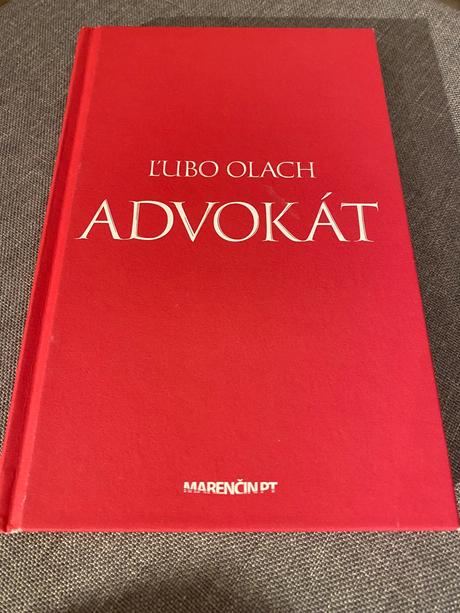 ĽUBO OLACH
ADVOKÁT
MARENČIN PT